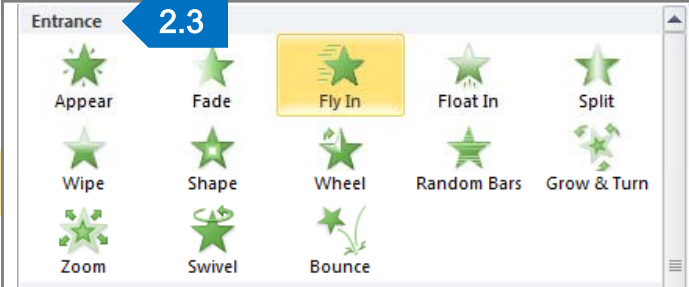 Entrance 2.3
Appear Fade Fly In Float In Split
Wipe Shape Wheel Random Bars Grow & Turn
Zoom Swivel Bounce